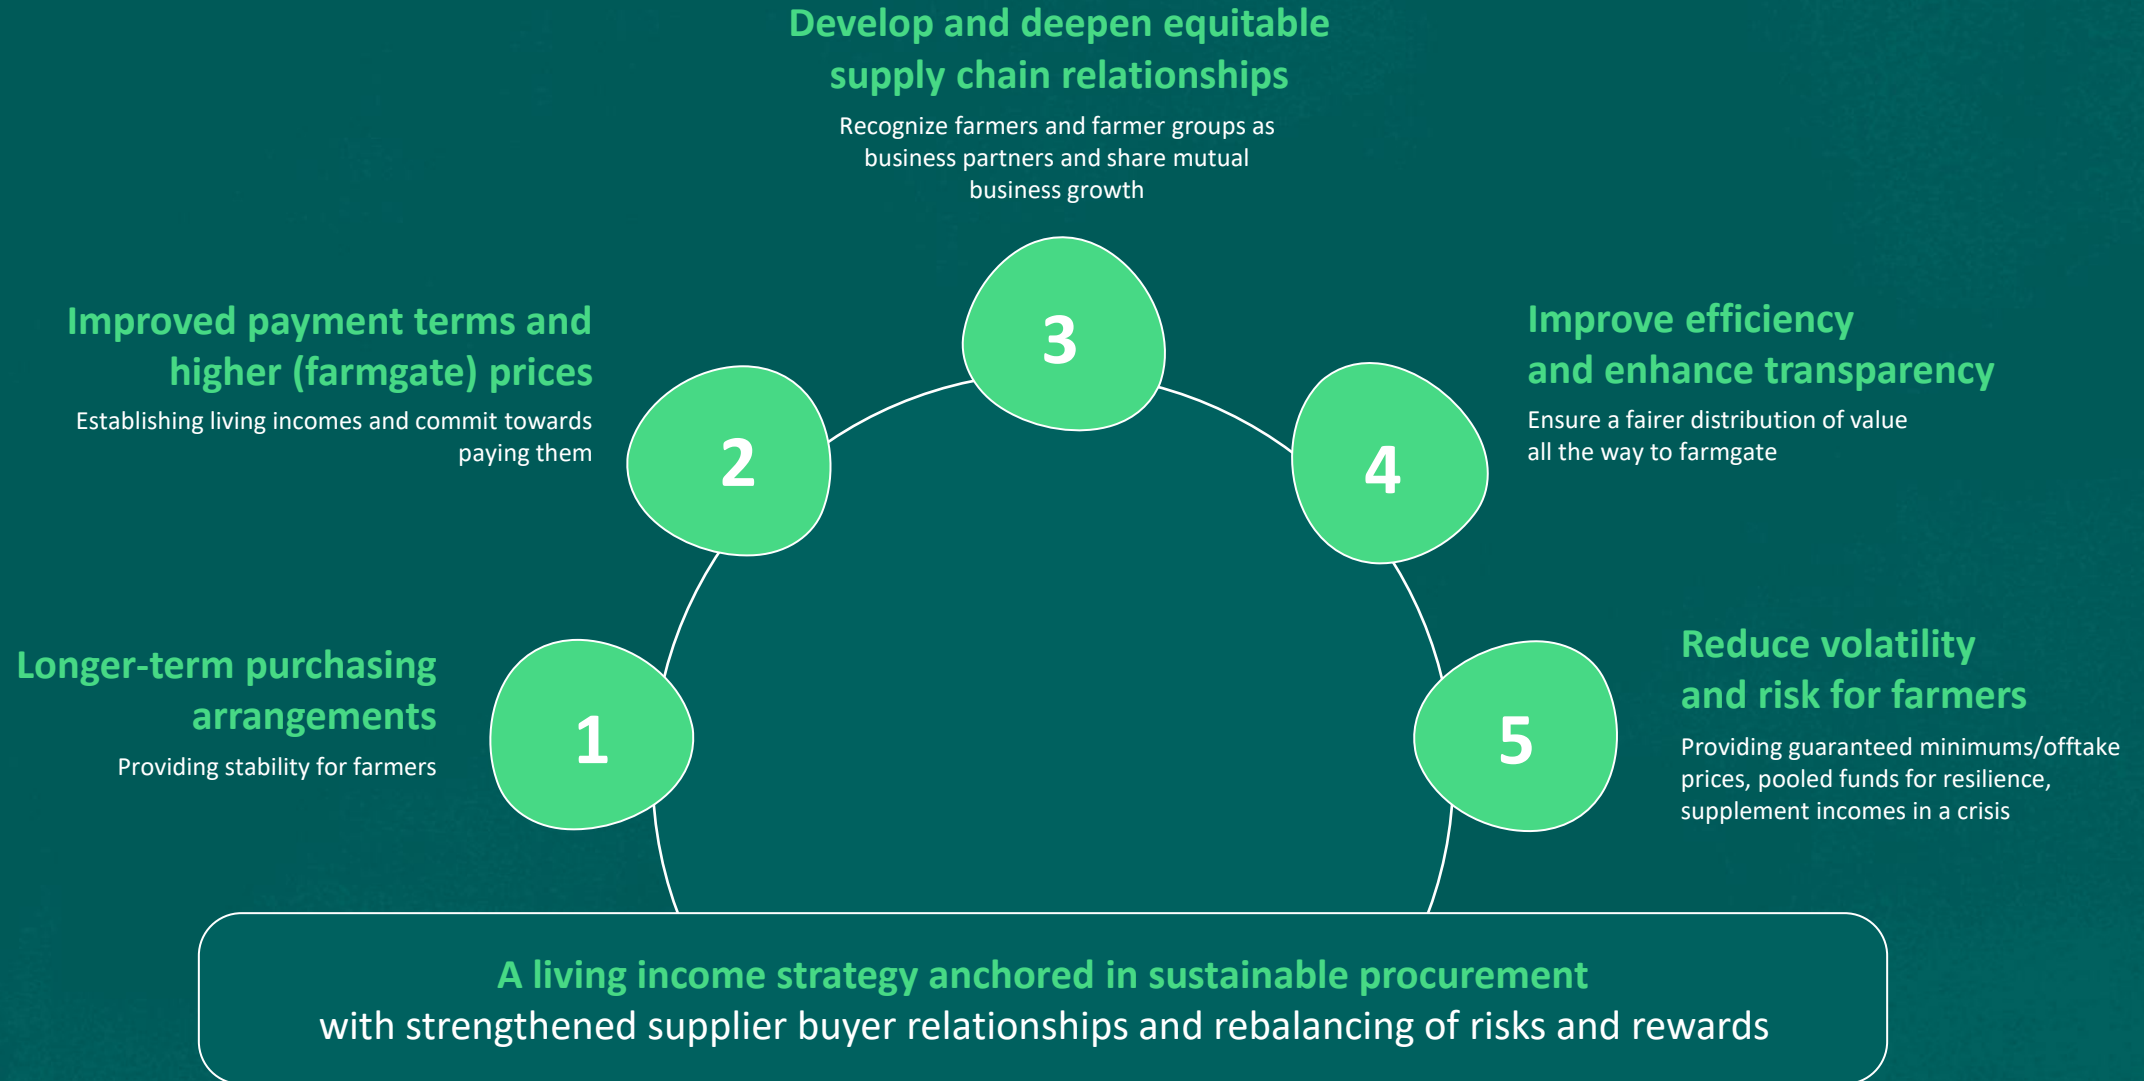 Develop and deepen equitable
supply chain relationships
Recognize farmers and farmer groups as
business partners and share mutual
business growth
3
Improved payment terms and
higher (farmgate) prices
Establishing living incomes and commit towards
paying them
2
Improve efficiency
and enhance transparency
Ensure a fairer distribution of value
all the way to farmgate
4
Longer-term purchasing
arrangements
Providing stability for farmers
1
Reduce volatility
and risk for farmers
Providing guaranteed minimums/offtake
prices, pooled funds for resilience,
supplement incomes in a crisis
5
A living income strategy anchored in sustainable procurement
with strengthened supplier buyer relationships and rebalancing of risks and rewards